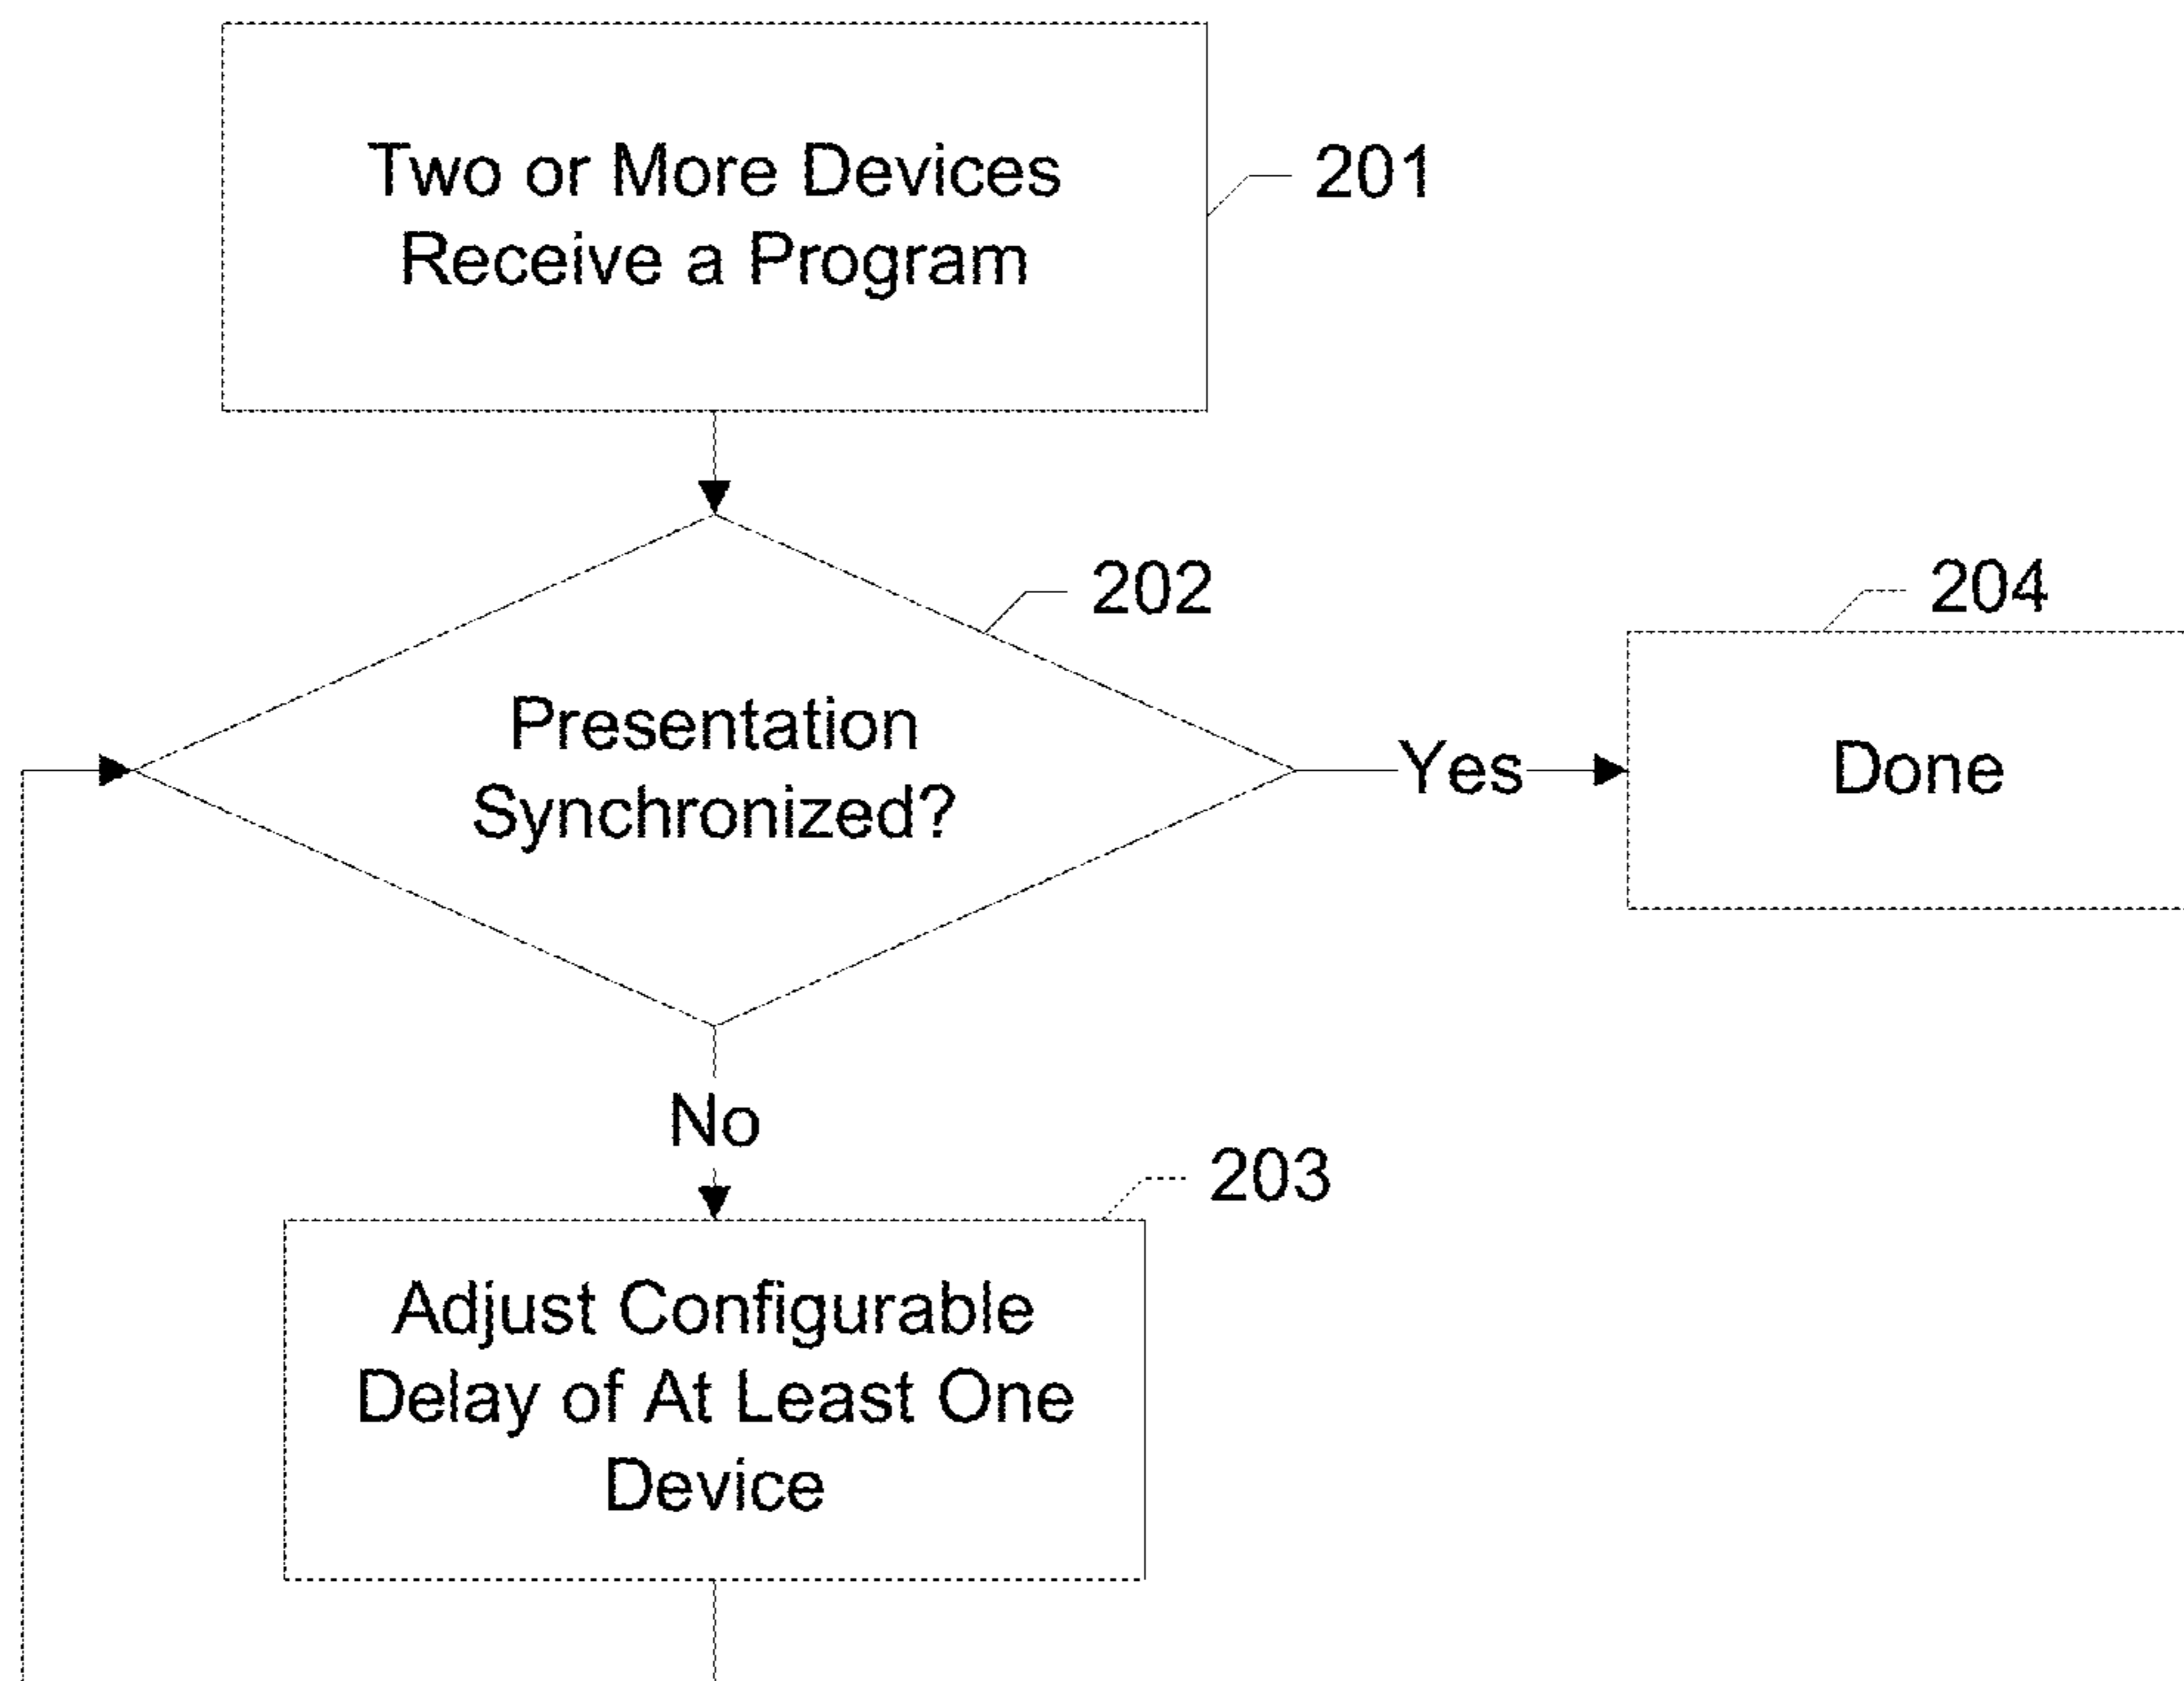 Two or More Devices
Receive a Program
201
202
204
Presentation
Synchronized?
Yes
Done
No
203
Adjust Configurable
Delay of At Least One
Device